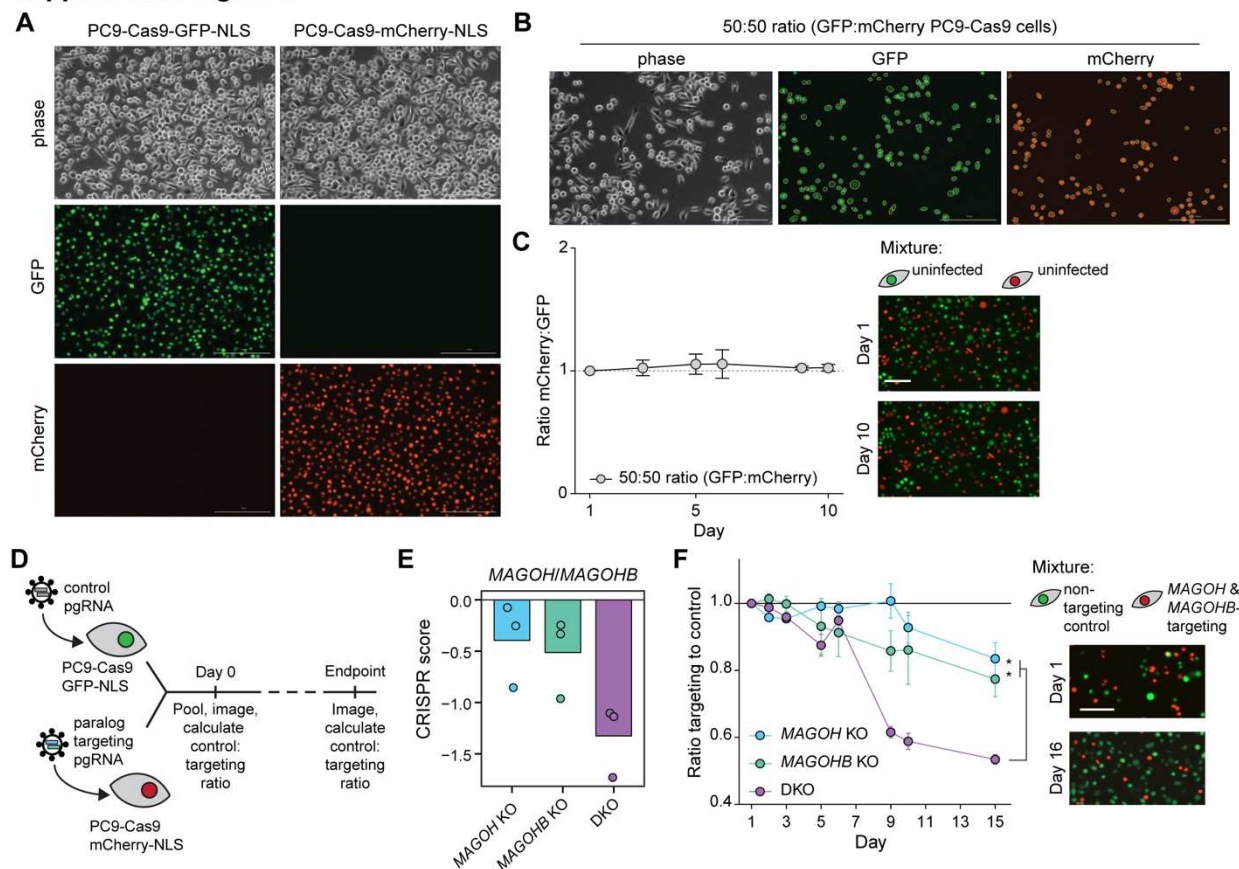 A
PC9-Cas9-GFP-NLS
PC9-Cas9-mCherry-NLS
phase
GFP
mCherry
B
50:50 ratio (GFP:mCherry PC9-Cas9 cells)
phase
GFP
mCherry
C
Ratio mCherry:GFP
2
1
0
1
5
10
Day
50:50 ratio (GFP:mCherry)
Mixture:
uninfected
uninfected
Day 1
Day 10
D
control
pgRNA
PC9-Cas9
GFP-NLS
paralog
targeting
pgRNA
PC9-Cas9
mCherry-NLS
Day 0
Pool, image,
calculate
control:
targeting
ratio
Endpoint
Image,
calculate
control:
targeting
ratio
E
MAGOH/MAGOHB
CRISPR score
0.0
−0.5
−1.0
−1.5
MAGOH KO
MAGOHB KO
DKO
F
Ratio targeting to control
1.0
0.8
0.6
0.4
1
3
5
7
9
11
13
15
Day
MAGOH KO
MAGOHB KO
DKO
*
*
Mixture:
non-
targeting
control
MAGOH &
MAGOHB-
targeting
Day 1
Day 16